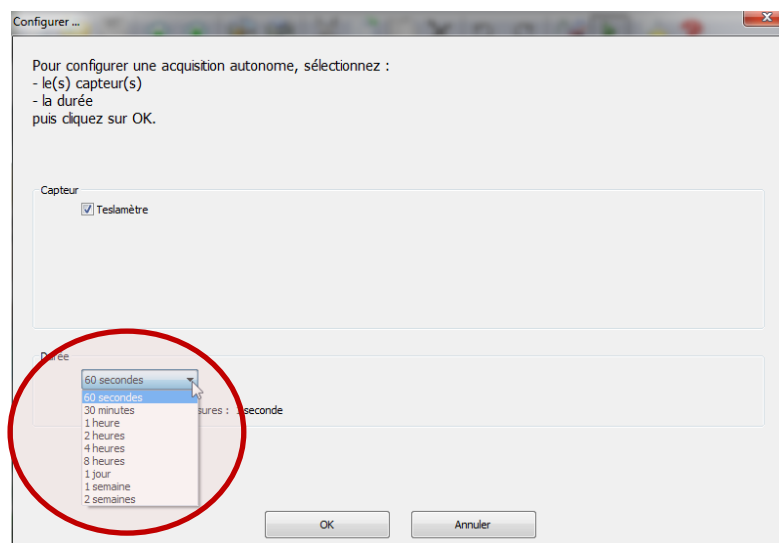 Configurer ...
Pour configurer une acquisition autonome, sélectionnez :
- le(s) capteur(s)
- la durée
puis cliquez sur OK.
Capteur
Teslamètre
Durée
60 secondes
60 secondes
30 minutes
sures : seconde
1 heure
2 heures
4 heures
8 heures
1 jour
1 semaine
2 semaines
OK
Annuler